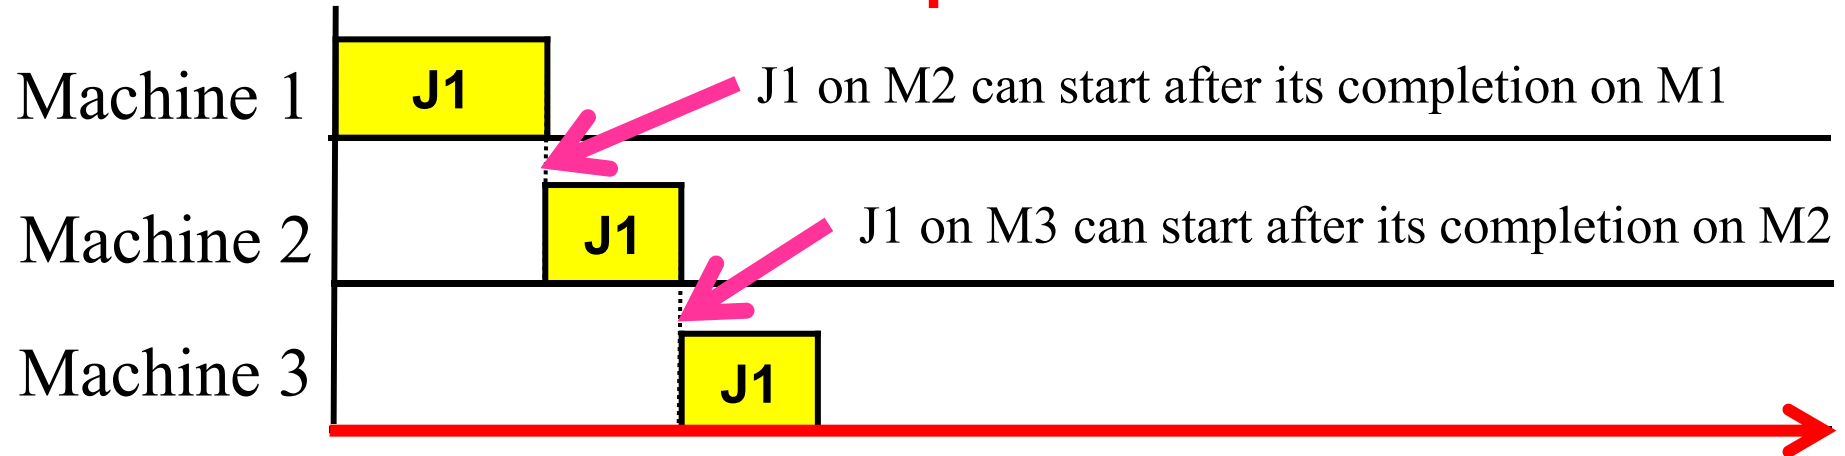 Machine 1
J1
J1 on M2 can start after its completion on M1
Machine 2
J1
J1 on M3 can start after its completion on M2
Machine 3
J1